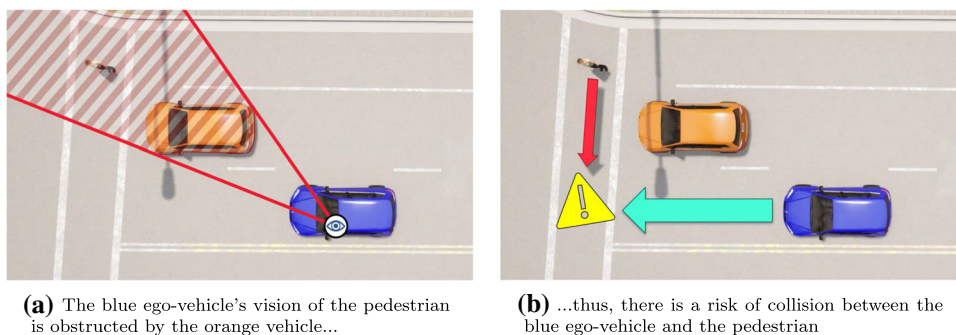 (a) The blue ego-vehicle's vision of the pedestrian
is obstructed by the orange vehicle...
(b) ...thus, there is a risk of collision between the
blue ego-vehicle and the pedestrian